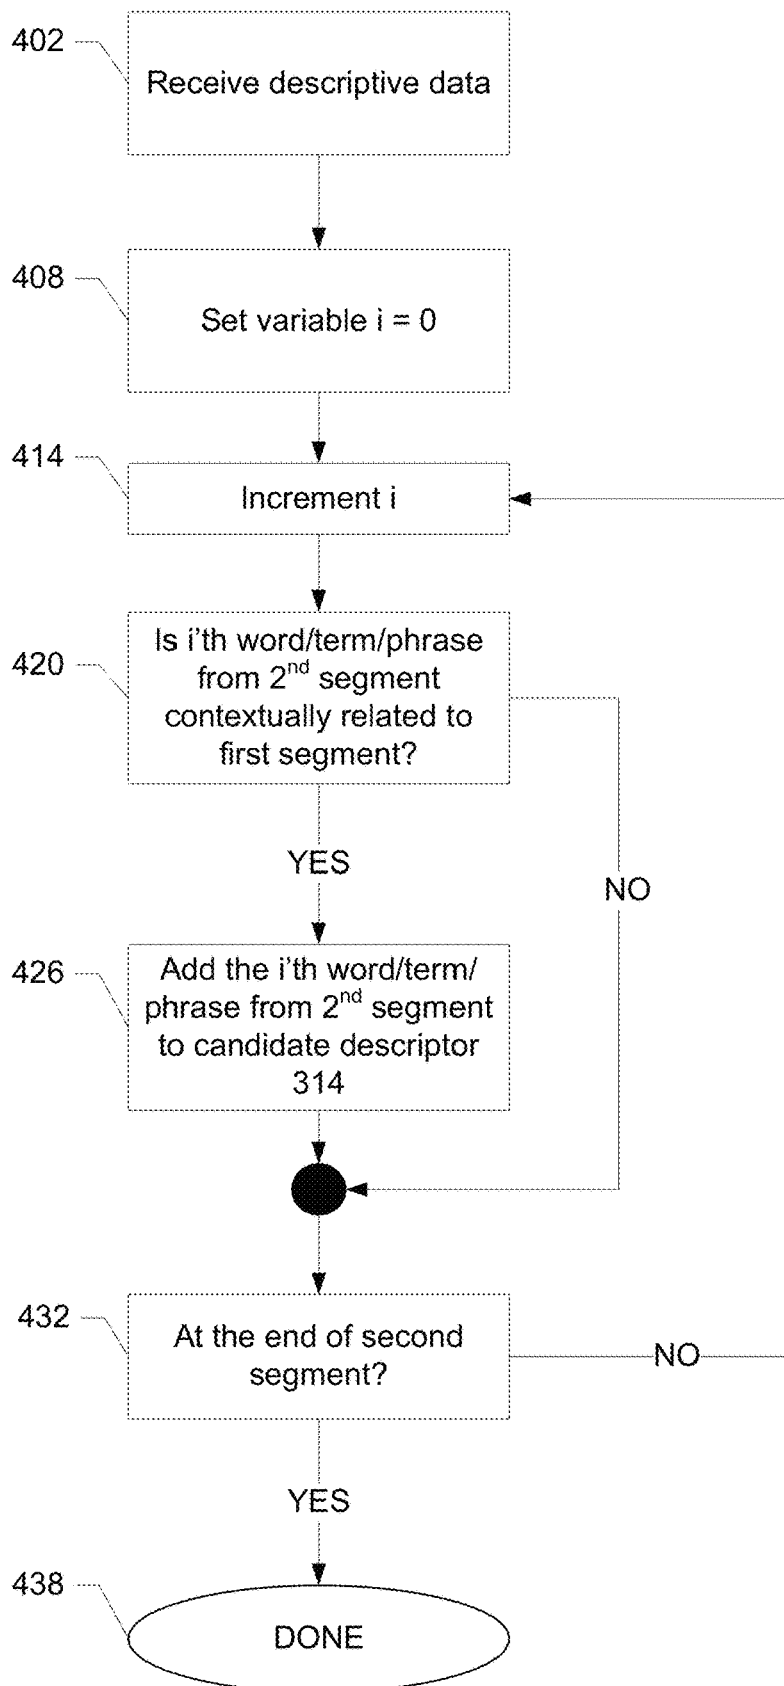 402
Receive descriptive data
408
Set variable i = 0
414
Increment i
420
Is i'th word/term/phrase
from 2nd segment
contextually related to
first segment?
YES
NO
426
Add the i'th word/term/
phrase from 2nd segment
to candidate descriptor
314
432
At the end of second
segment?
NO
YES
438
DONE